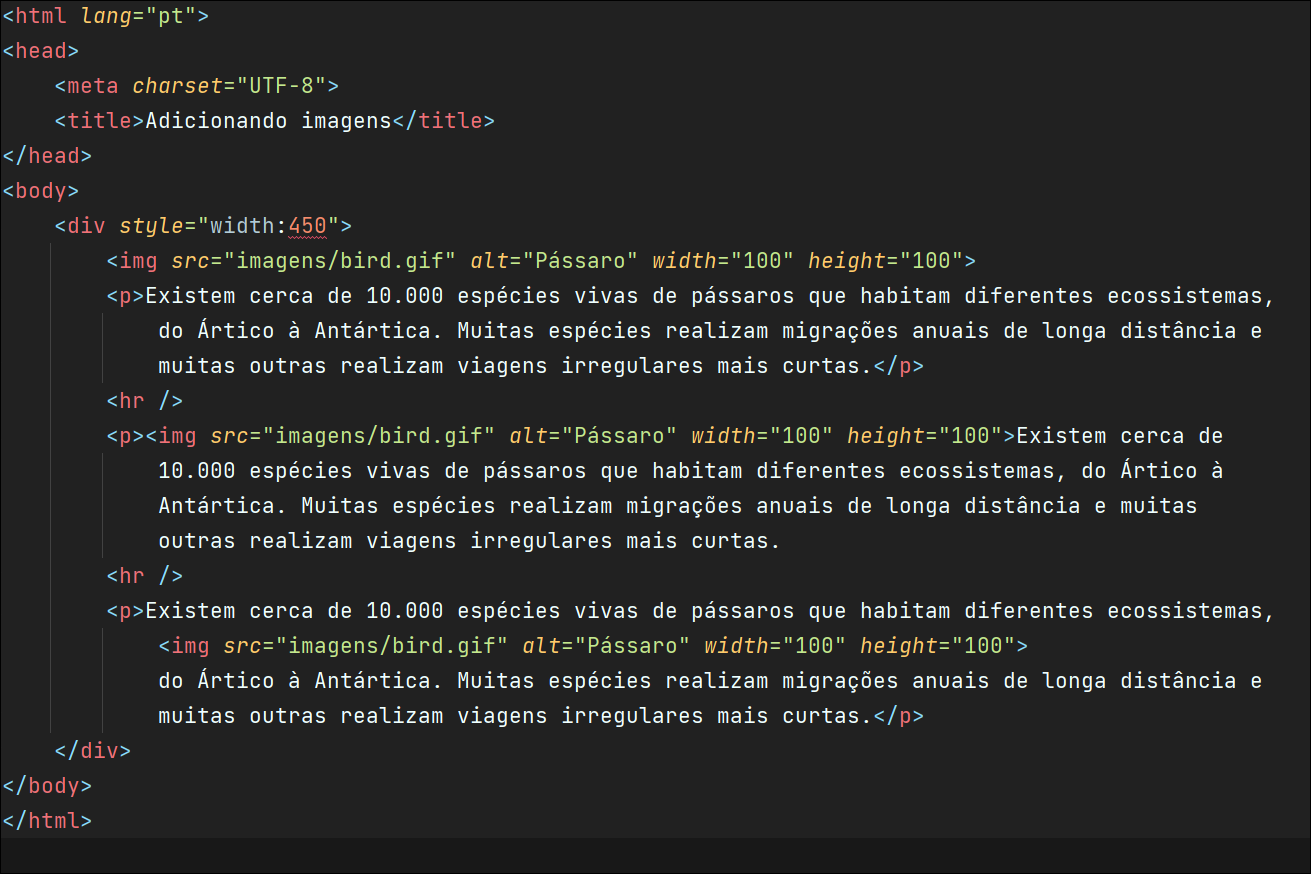 <html lang="pt">
<head>
    <meta charset="UTF-8">
    <title>Adicionando imagens</title>
</head>
<body>
    <div style="width:450">
        <img src="imagens/bird.gif" alt="Pássaro" width="100" height="100">
        <p>Existem cerca de 10.000 espécies vivas de pássaros que habitam diferentes ecossistemas,
            do Ártico à Antártica. Muitas espécies realizam migrações anuais de longa distância e
            muitas outras realizam viagens irregulares mais curtas.</p>
        <hr />
        <p><img src="imagens/bird.gif" alt="Pássaro" width="100" height="100">Existem cerca de
            10.000 espécies vivas de pássaros que habitam diferentes ecossistemas, do Ártico à
            Antártica. Muitas espécies realizam migrações anuais de longa distância e muitas
            outras realizam viagens irregulares mais curtas.
        <hr />
        <p>Existem cerca de 10.000 espécies vivas de pássaros que habitam diferentes ecossistemas,
            <img src="imagens/bird.gif" alt="Pássaro" width="100" height="100">
            do Ártico à Antártica. Muitas espécies realizam migrações anuais de longa distância e
            muitas outras realizam viagens irregulares mais curtas.</p>
    </div>
</body>
</html>